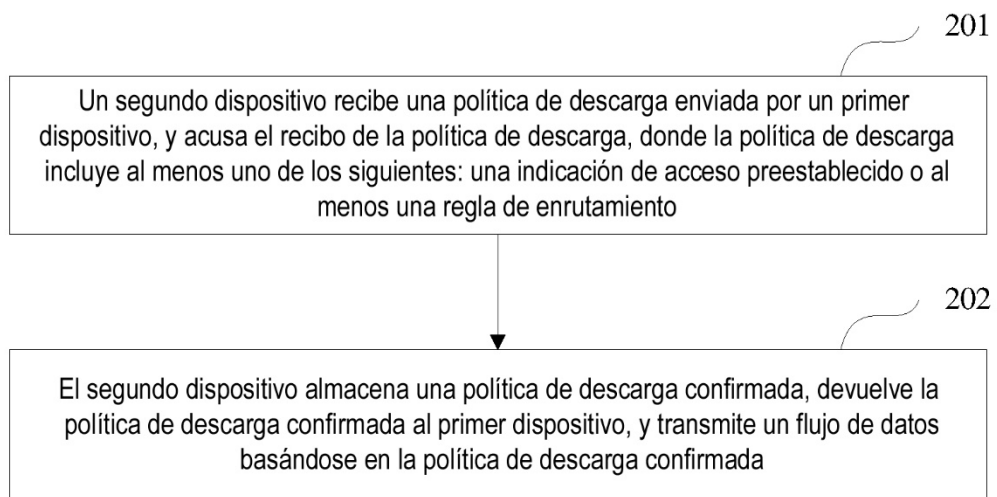 201
Un segundo dispositivo recibe una política de descarga enviada por un primer
dispositivo, y acusa el recibo de la política de descarga, donde la política de descarga
incluye al menos uno de los siguientes: una indicación de acceso preestablecido o al
menos una regla de enrutamiento
202
El segundo dispositivo almacena una política de descarga confirmada, devuelve la
política de descarga confirmada al primer dispositivo, y transmite un flujo de datos
basándose en la política de descarga confirmada